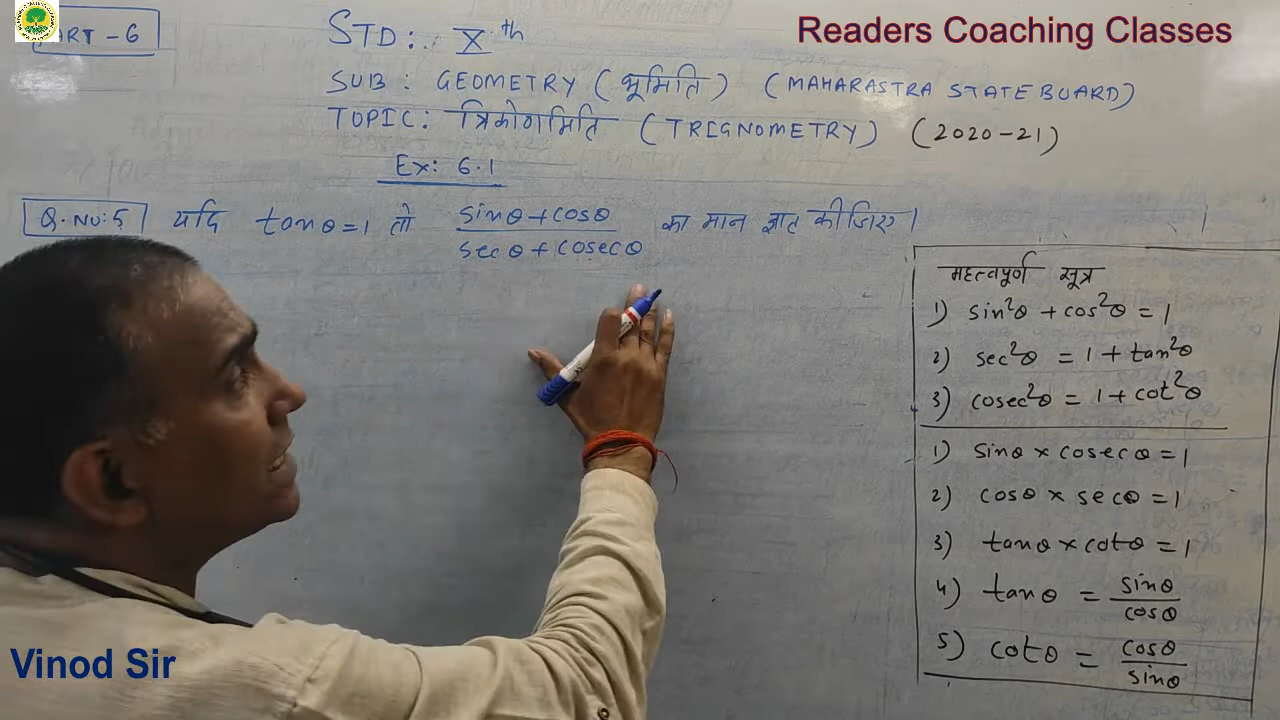 PART - 6
STD: Xth
Readers Coaching Classes
SUB: GEOMETRY (भूमिति) (MAHARASTRA STATE BOARD)
TOPIC: त्रिकोणमिति (TRIGNOMETRY) (2020-21)
Ex: 6.1
Q.NO:5 यदि tanθ=1 तो (sinθ+cosθ)/(secθ+cosecθ) का मान ज्ञात कीजिए।
महत्वपूर्ण सूत्र
1) sin²θ + cos²θ = 1
2) sec²θ = 1 + tan²θ
3) cosec²θ = 1 + cot²θ
1) sinθ × cosecθ = 1
2) cosθ × secθ = 1
3) tanθ × cotθ = 1
4) tanθ = sinθ/cosθ
5) cotθ = cosθ/sinθ
Vinod Sir